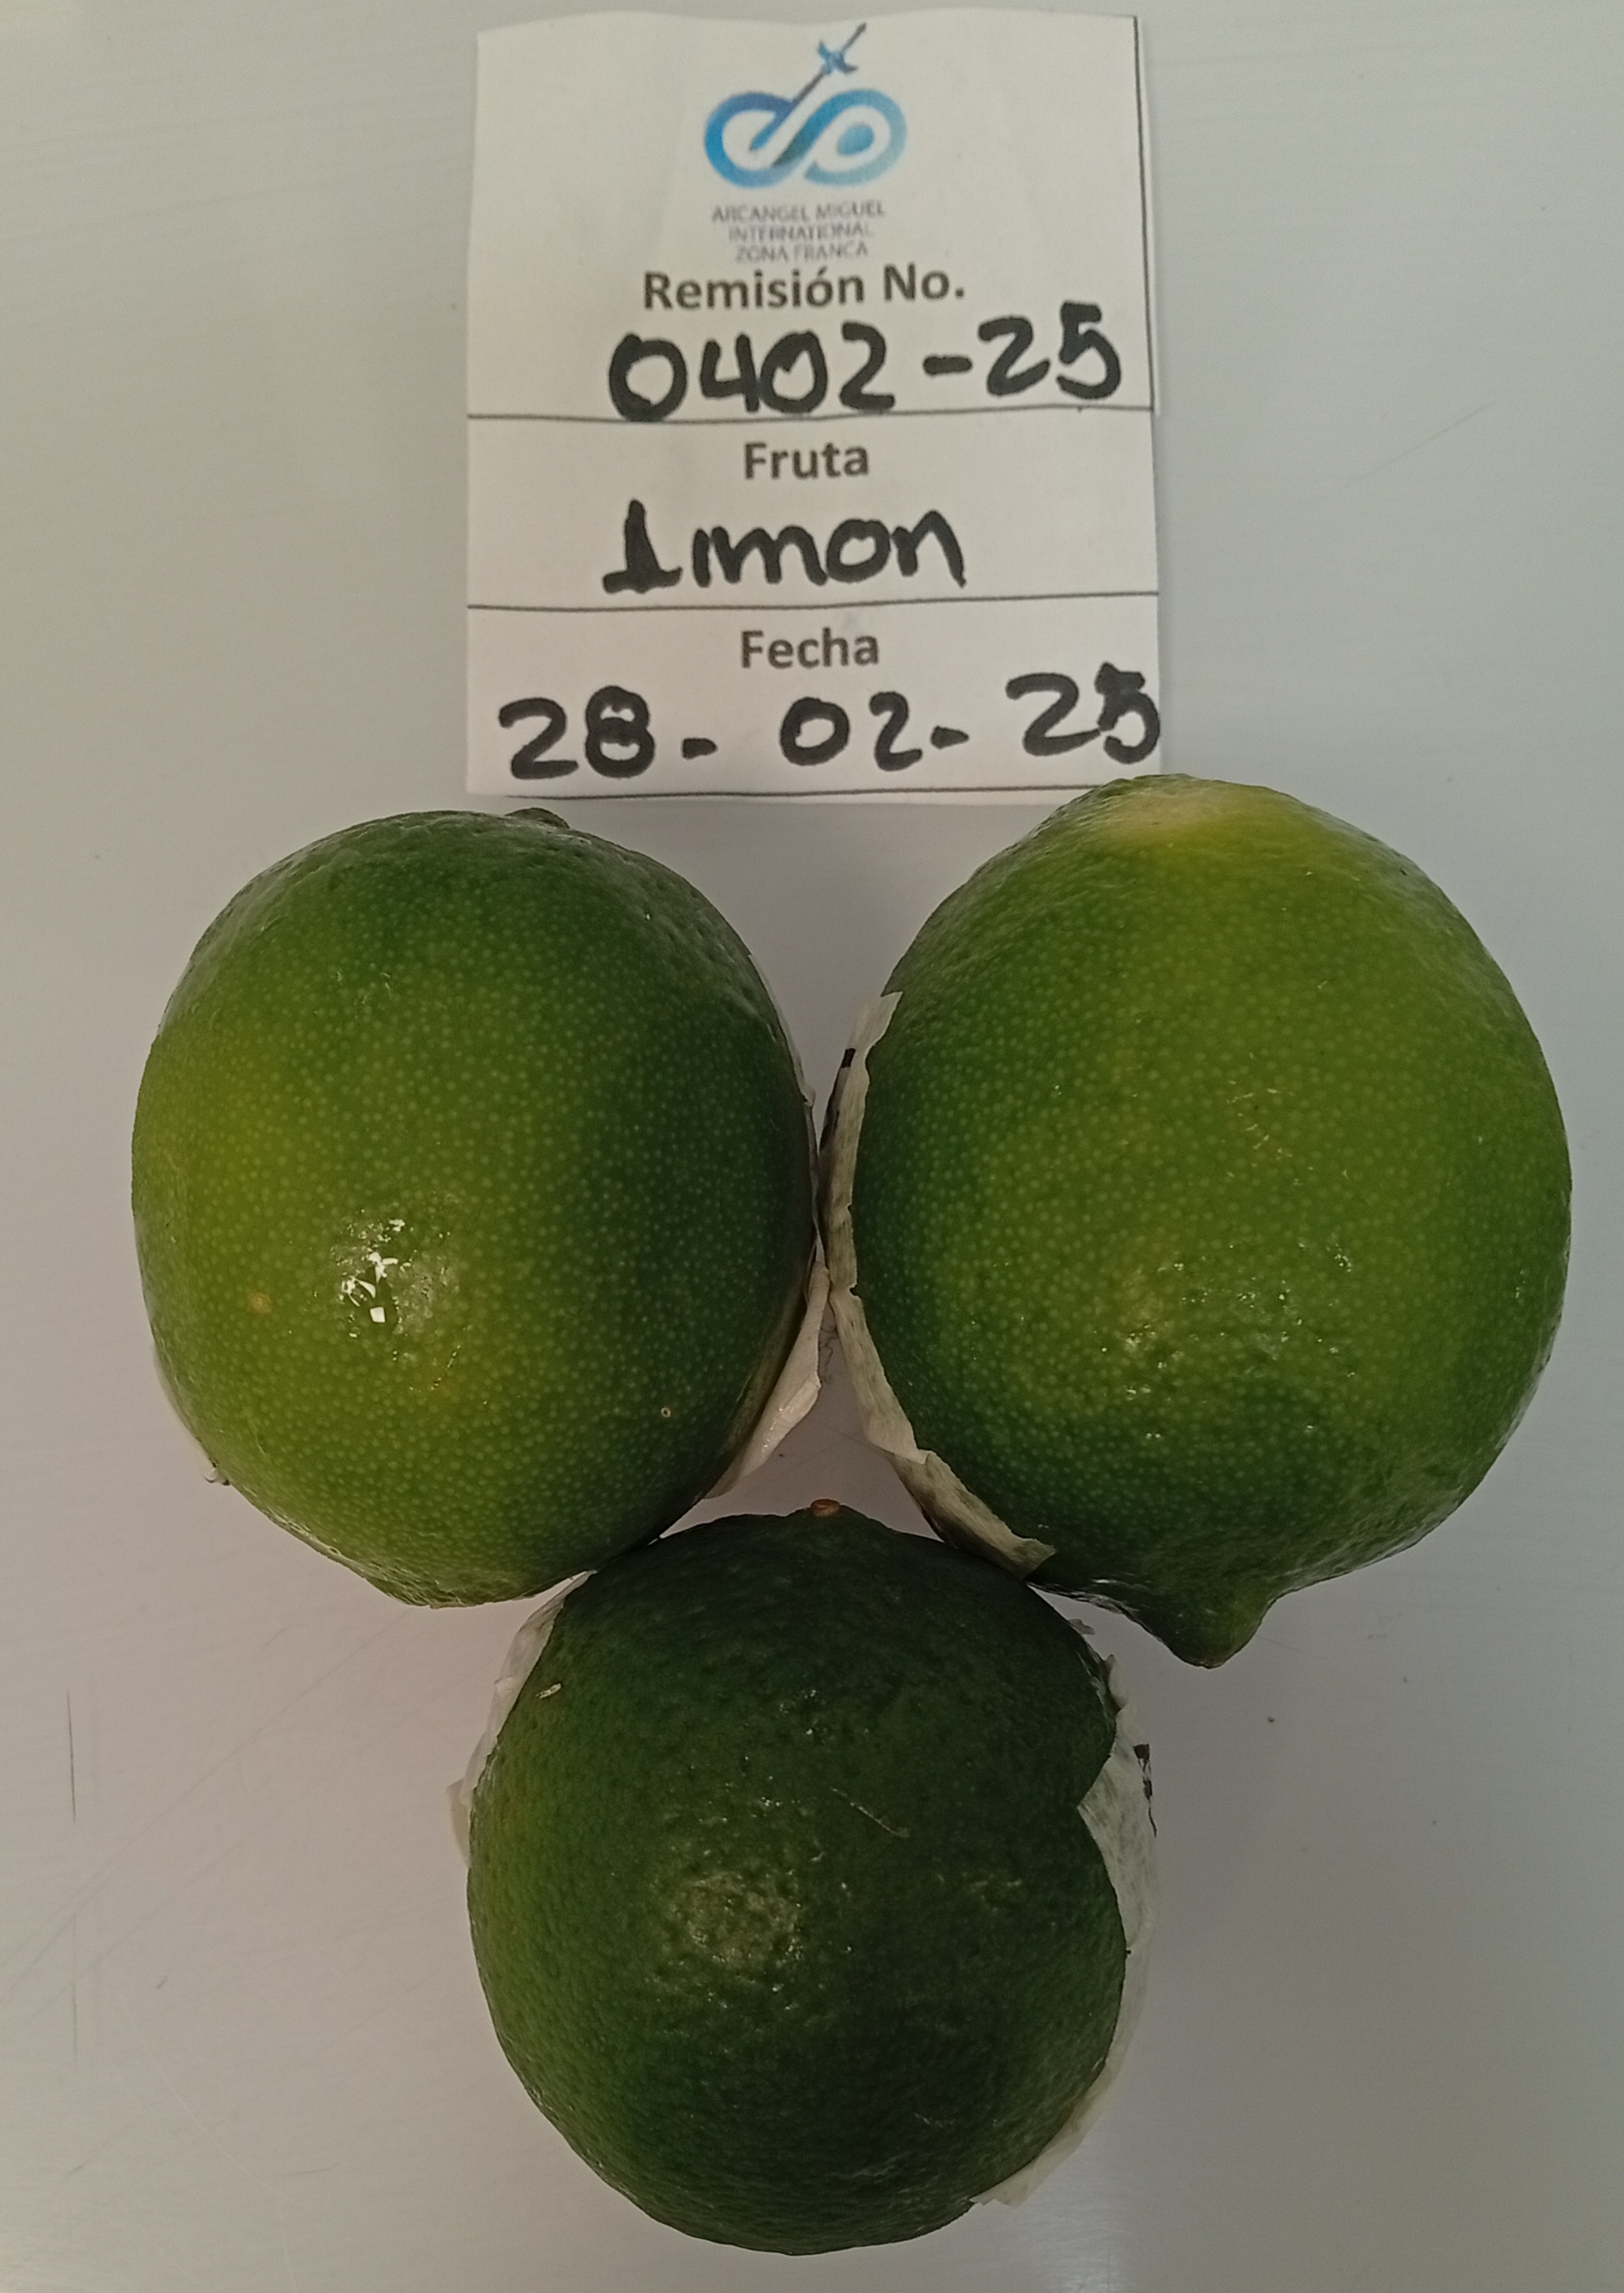 ARCANGEL MIGUEL
INTERNATIONAL
ZONA FRANCA
Remisión No.
0402-25
Fruta
Limon
Fecha
28-02-25